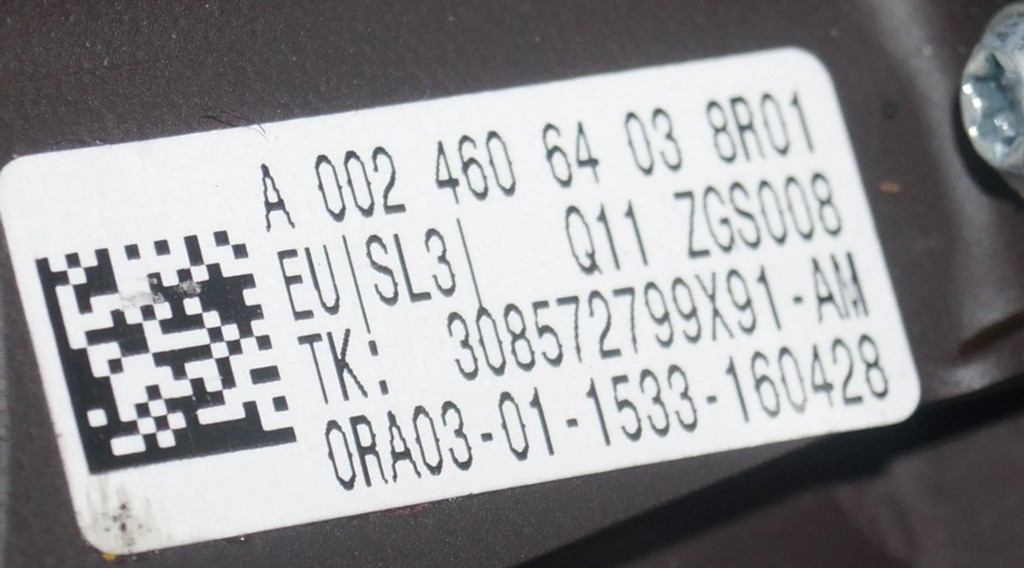 A 002 460 64 03 8R01
EU|SL3| Q11 ZGS008
TK: 308572799X91-AM
0RA03-01-1533-160428